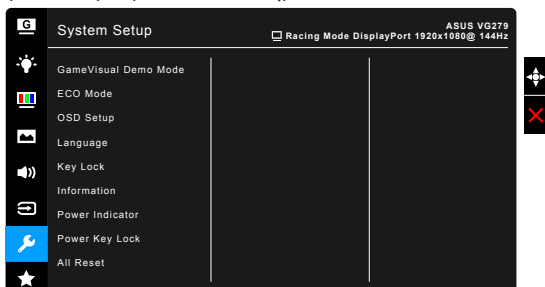 G
System Setup
ASUS VG279
Racing Mode DisplayPort 1920x1080@ 144Hz
GameVisual Demo Mode
ECO Mode
OSD Setup
Language
Key Lock
Information
Power Indicator
Power Key Lock
All Reset